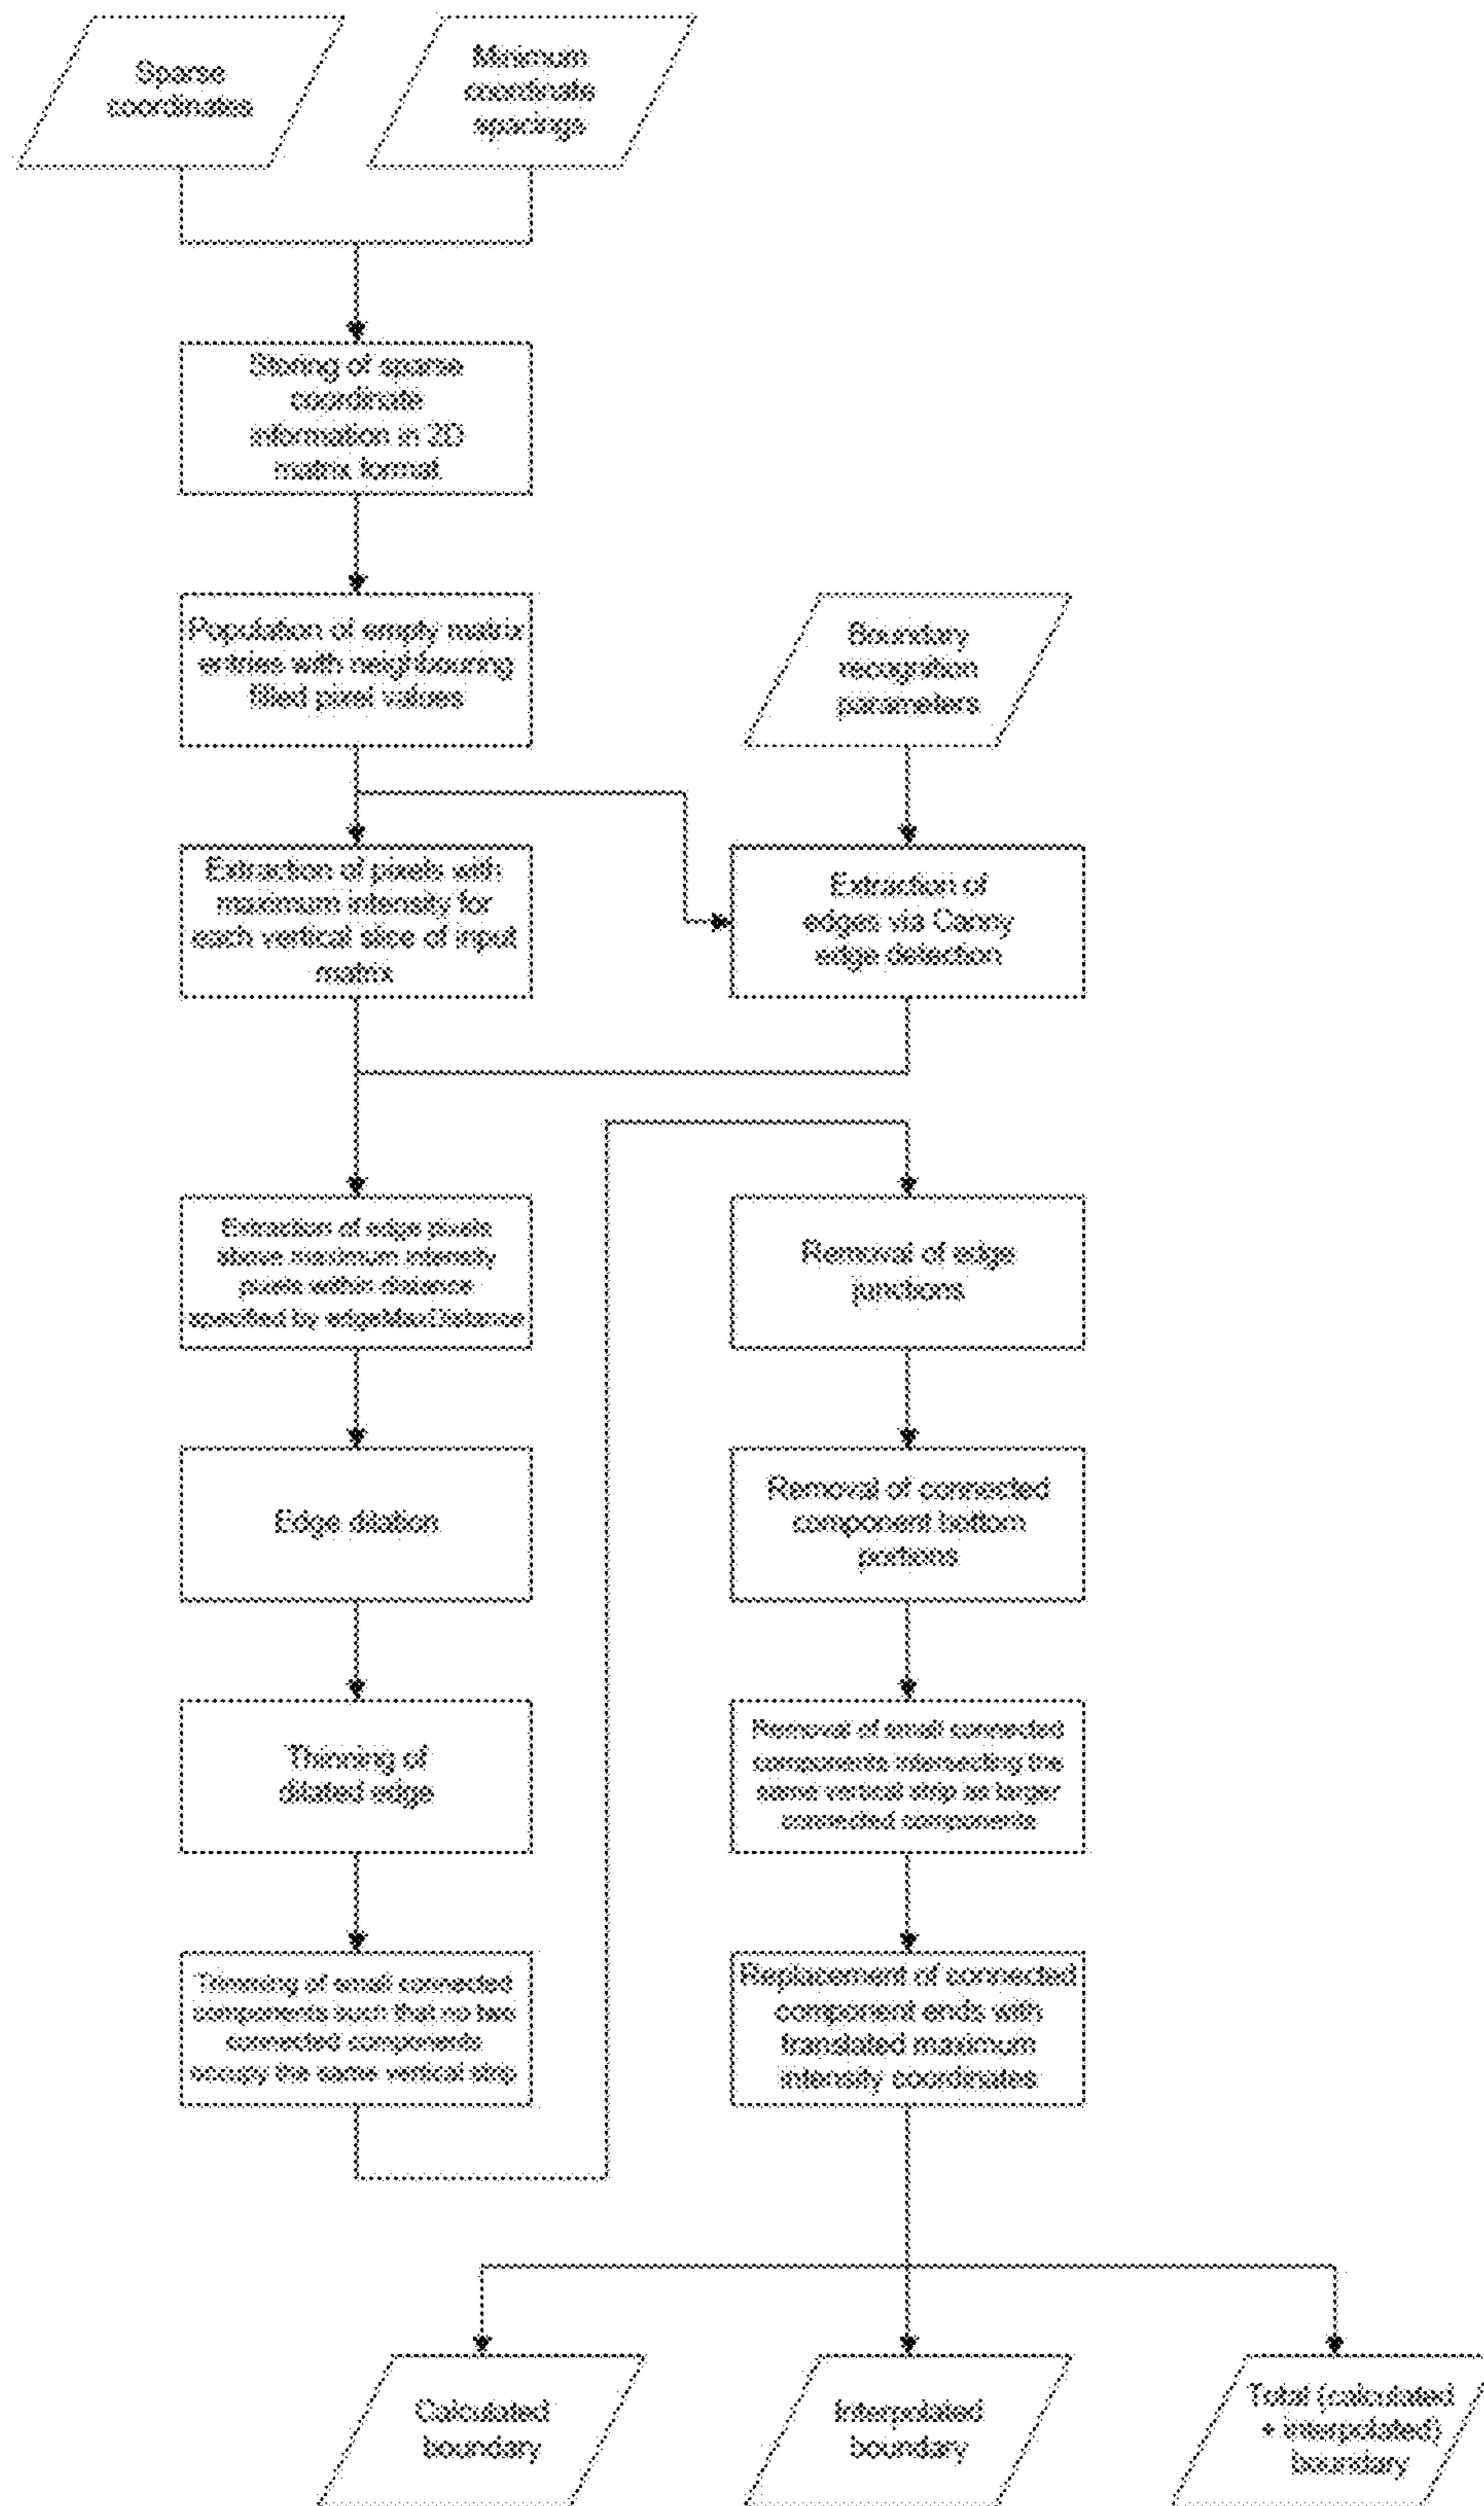 Sparse
coordinates
Minimum
coordinate
spacings
Storing of sparse
coordinate
information in 2D
matrix format
Population of empty matrix
entries with neighbouring
filled pixel values
Boundary
recognition
parameters
Extraction of pixels with
maximum intensity for
each vertical slice of input
matrix
Extraction of
edges via Canny
edge detection
Extraction of edge pixels
above maximum intensity
pixels within distance
specified by edgeMaxDistance
Removal of edge
junctions
Edge dilation
Removal of connected
component bottom
portions
Thinning of
dilated edge
Removal of small connected
components intersecting the
same vertical strip as larger
connected components
Trimming of small connected
components such that no two
connected components
occupy the same vertical strip
Replacement of connected
component ends with
translated maximum
intensity coordinates
Calculated
boundary
Interpolated
boundary
Total (calculated
+ interpolated)
boundary